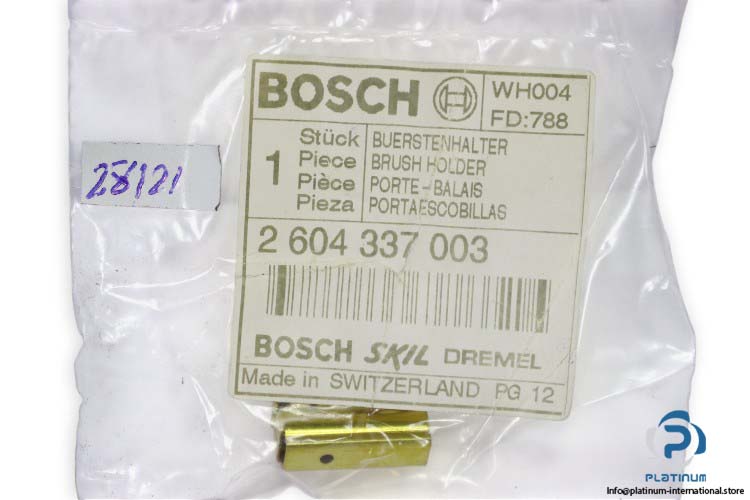 BOSCH
WH004
FD:788
1
Stück BUERSTENHALTER
Piece BRUSH HOLDER
Pièce PORTE-BALAIS
Pieza PORTAESCOBILLAS
2 604 337 003
BOSCH SKIL DREMEL
Made in SWITZERLAND PG 12
28121
PLATINUM
Info@platinum-international.store